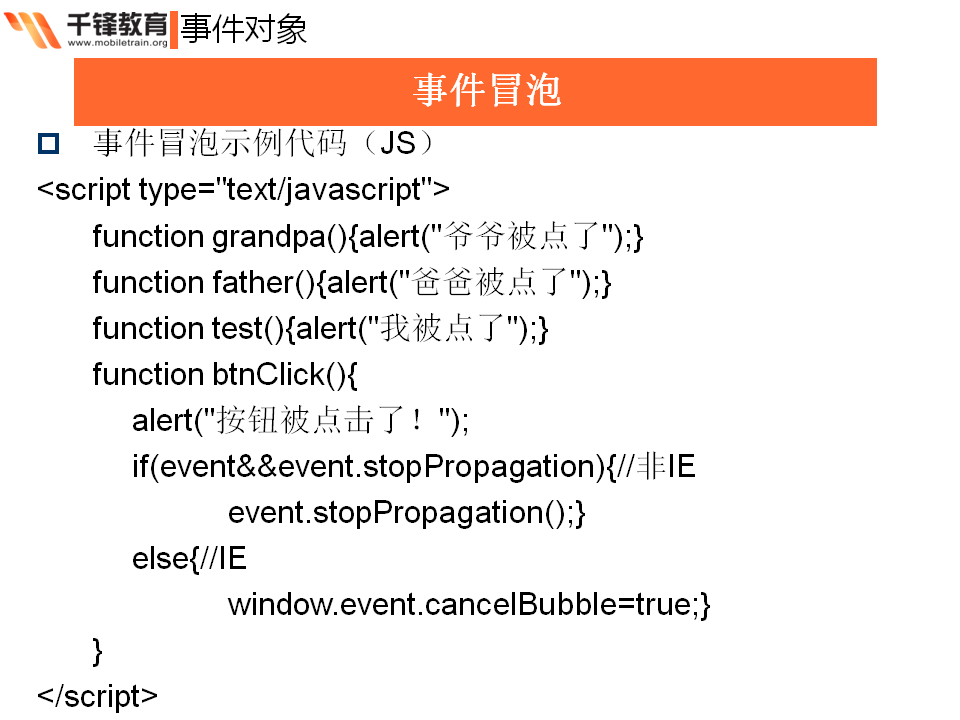 千锋教育
www.mobiletrain.org
事件对象
事件冒泡
事件冒泡示例代码（JS）
<script type="text/javascript">
function grandpa(){alert("爷爷被点了");}
function father(){alert("爸爸被点了");}
function test(){alert("我被点了");}
function btnClick(){
alert("按钮被点击了！");
if(event&&event.stopPropagation){//非IE
event.stopPropagation();}
else{//IE
window.event.cancelBubble=true;}
}
</script>